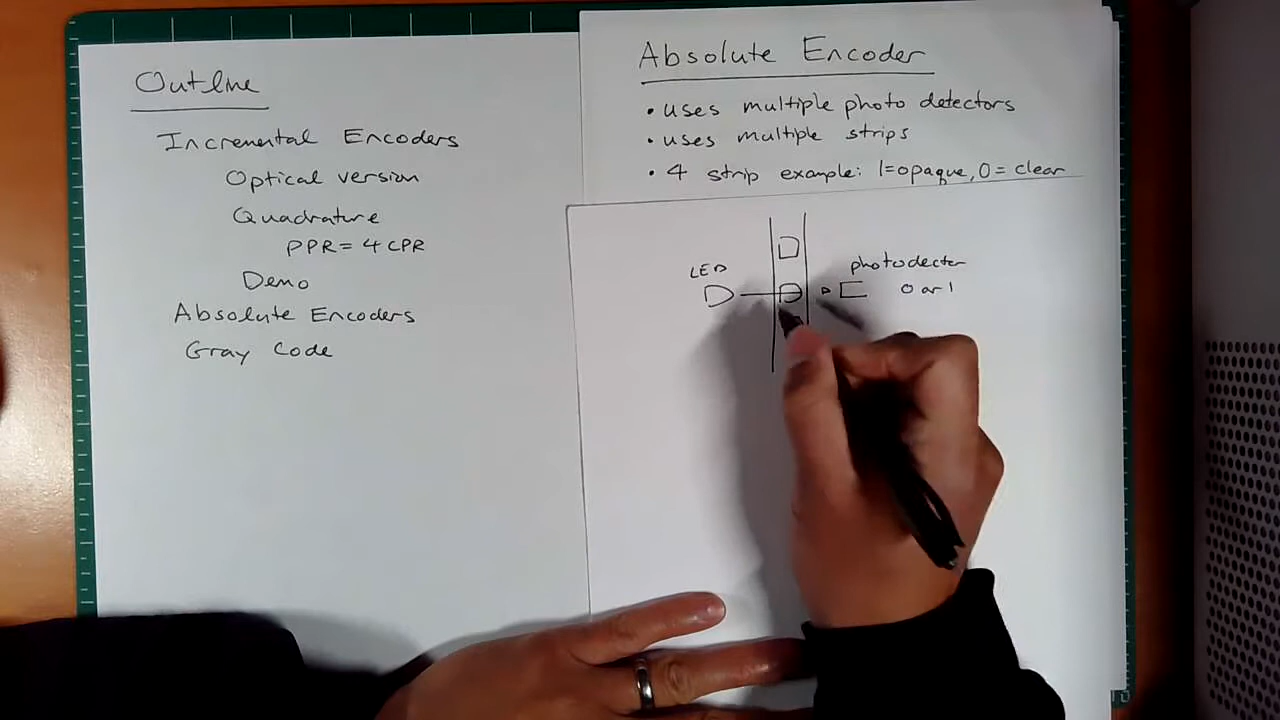 Outline
Incremental Encoders
Optical version
Quadrature
PPR = 4 CPR
Demo
Absolute Encoders
Gray Code
Absolute Encoder
• uses multiple photo detectors
• uses multiple strips
• 4 strip example: 1=opaque, 0=clear
LED
photodecter
0 or 1